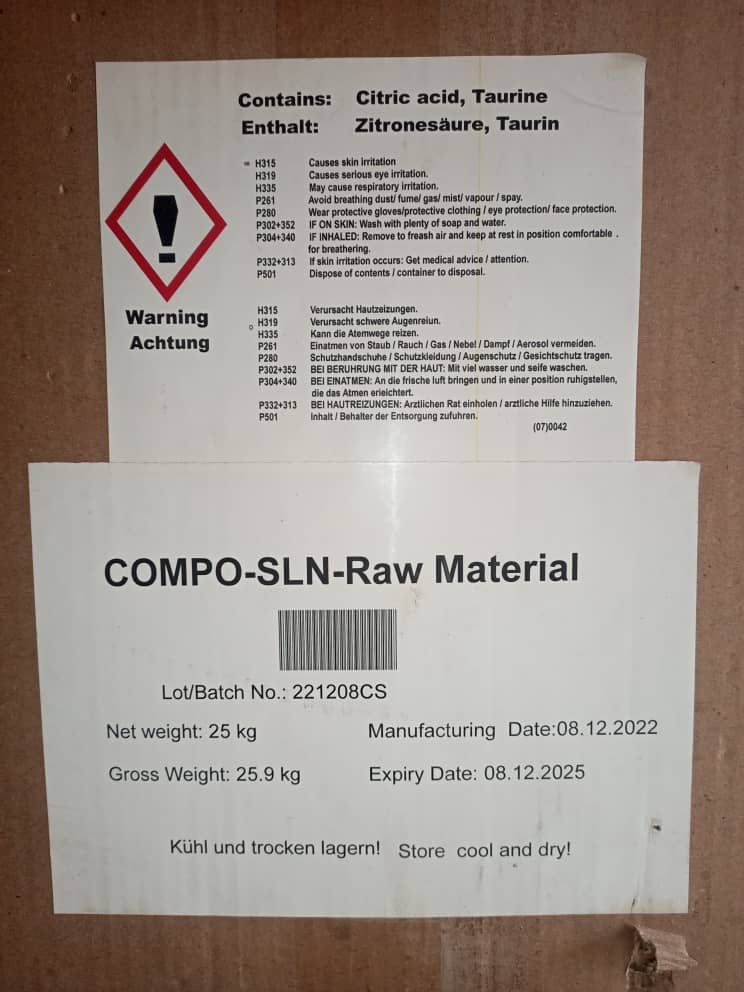 Contains: Citric acid, Taurine
Enthalt: Zitronesäure, Taurin
H315 Causes skin irritation
H319 Causes serious eye irritation.
H335 May cause respiratory irritation.
P261 Avoid breathing dust/ fume/ gas/ mist/ vapour / spay.
P280 Wear protective gloves/protective clothing / eye protection/ face protection.
P302+352 IF ON SKIN: Wash with plenty of soap and water.
P304+340 IF INHALED: Remove to freash air and keep at rest in position comfortable .
for breathing.
P332+313 If skin irritation occurs: Get medical advice / attention.
P501 Dispose of contents / container to disposal.
Warning
Achtung
H315 Verursacht Hautzeizungen.
H319 Verursacht schwere Augenreiun.
H335 Kann die Atemwege reizen.
P261 Einatmen von Staub / Rauch / Gas / Nebel / Dampf / Aerosol vermeiden.
P280 Schutzhandschuhe / Schutzkleidung / Augenschutz / Gesichtschutz tragen.
P302+352 BEI BERUHRUNG MIT DER HAUT: Mit viel wasser und seife waschen.
P304+340 BEI EINATMEN: An die frische luft bringen und in einer position ruhigstellen,
die das Atmen erieichtert.
P332+313 BEI HAUTREIZUNGEN: Arztlichen Rat einholen / arztliche Hilfe hinzuziehen.
P501 Inhalt / Behalter der Entsorgung zufuhren.
(07)0042
COMPO-SLN-Raw Material
Lot/Batch No.: 221208CS
Net weight: 25 kg Manufacturing Date:08.12.2022
Gross Weight: 25.9 kg Expiry Date: 08.12.2025
Kühl und trocken lagern! Store cool and dry!